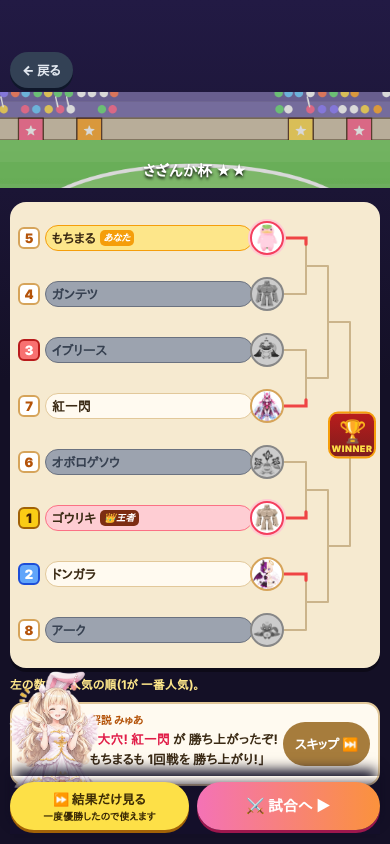 ← 戻る
さざんか杯 ★★
5 もちまる あなた
4 ガンテツ
3 イブリース
7 紅一閃
WINNER
6 オボロゲソウ
1 ゴウリキ 王者
2 ドンガラ
8 アーク
左の数 人気の順(1が 一番人気)。
解説 みゅあ
大穴! 紅一閃 が 勝ち上がったぞ!
もちまるも 1回戦を 勝ち上がり!」
スキップ ⏩
⏩ 結果だけ見る
一度優勝したので使えます
⚔️ 試合へ ▶